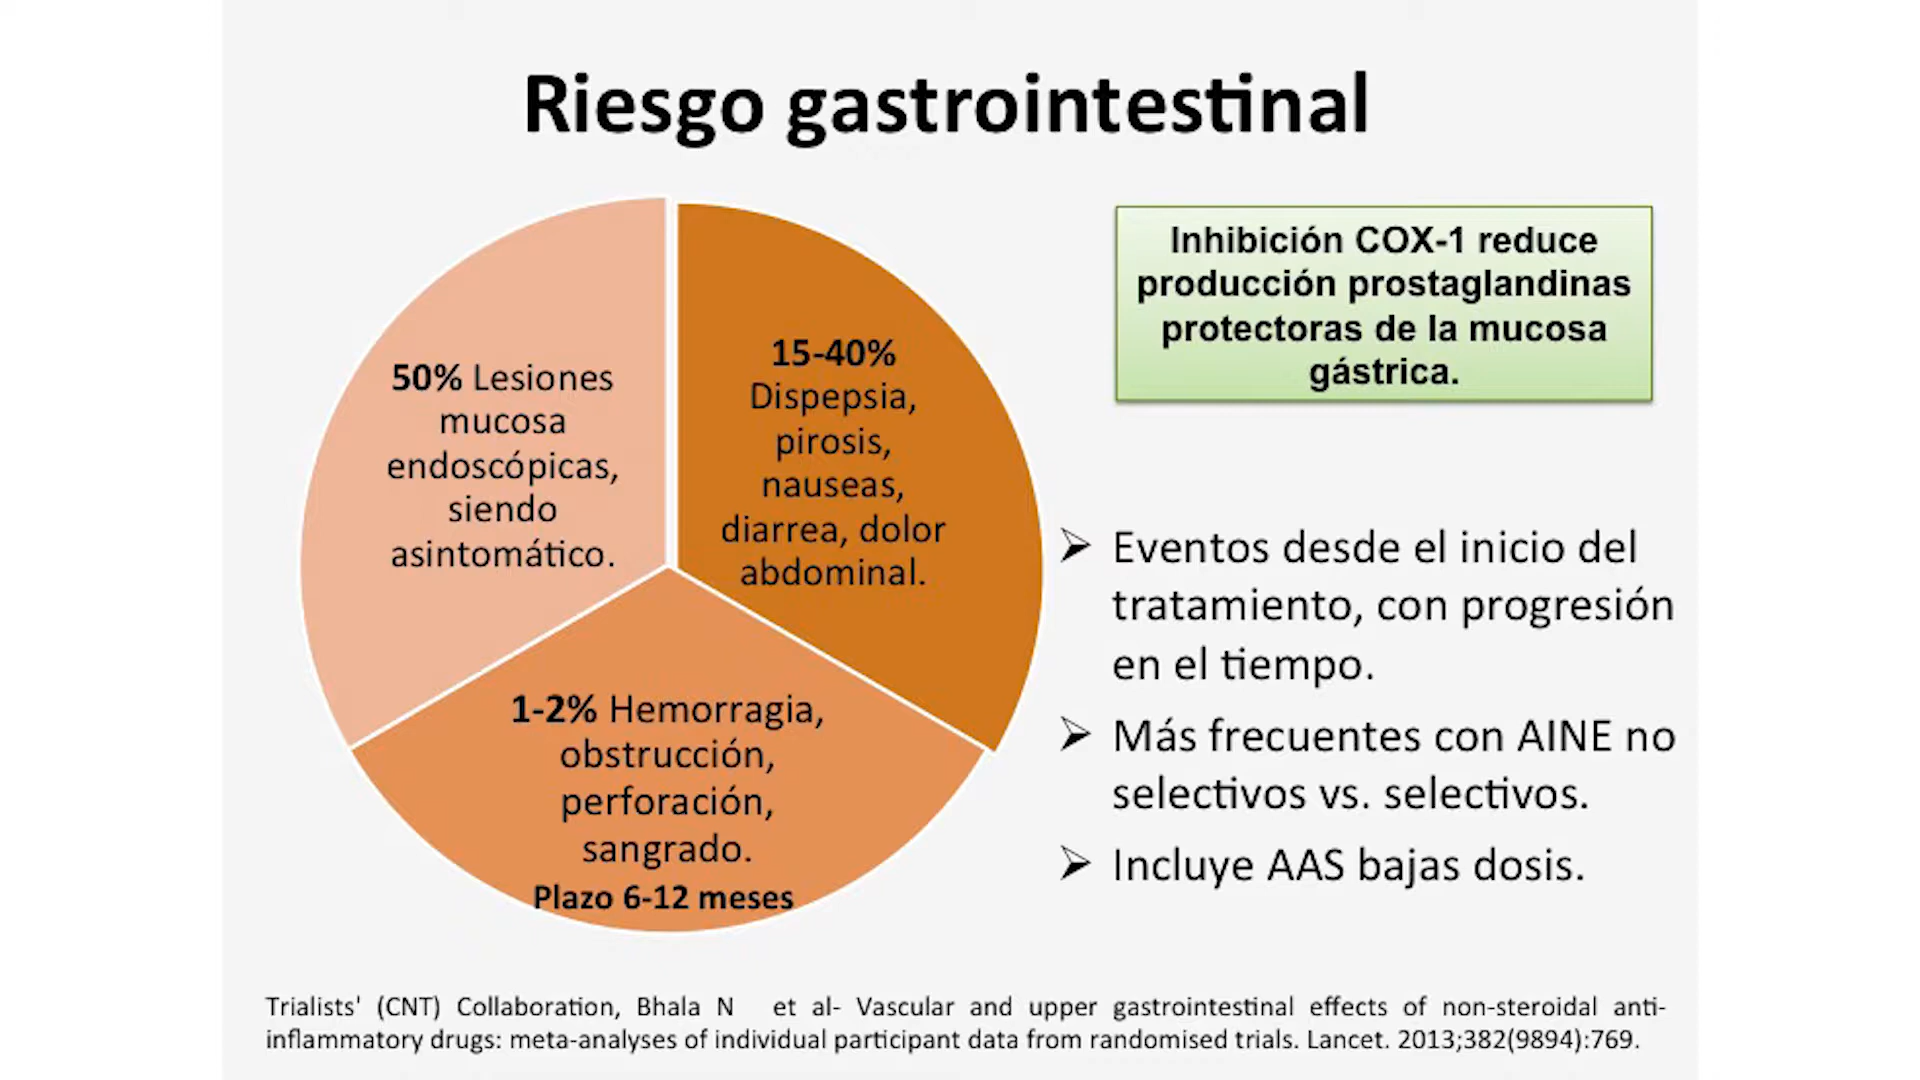 Riesgo gastrointestinal
50% Lesiones
mucosa
endoscópicas,
siendo
asintomático.
15-40%
Dispepsia,
pirosis,
nauseas,
diarrea, dolor
abdominal.
1-2% Hemorragia,
obstrucción,
perforación,
sangrado.
Plazo 6-12 meses
Inhibición COX-1 reduce
producción prostaglandinas
protectoras de la mucosa
gástrica.
➢ Eventos desde el inicio del
tratamiento, con progresión
en el tiempo.
➢ Más frecuentes con AINE no
selectivos vs. selectivos.
➢ Incluye AAS bajas dosis.
Trialists' (CNT) Collaboration, Bhala N et al- Vascular and upper gastrointestinal effects of non-steroidal anti-
inflammatory drugs: meta-analyses of individual participant data from randomised trials. Lancet. 2013;382(9894):769.